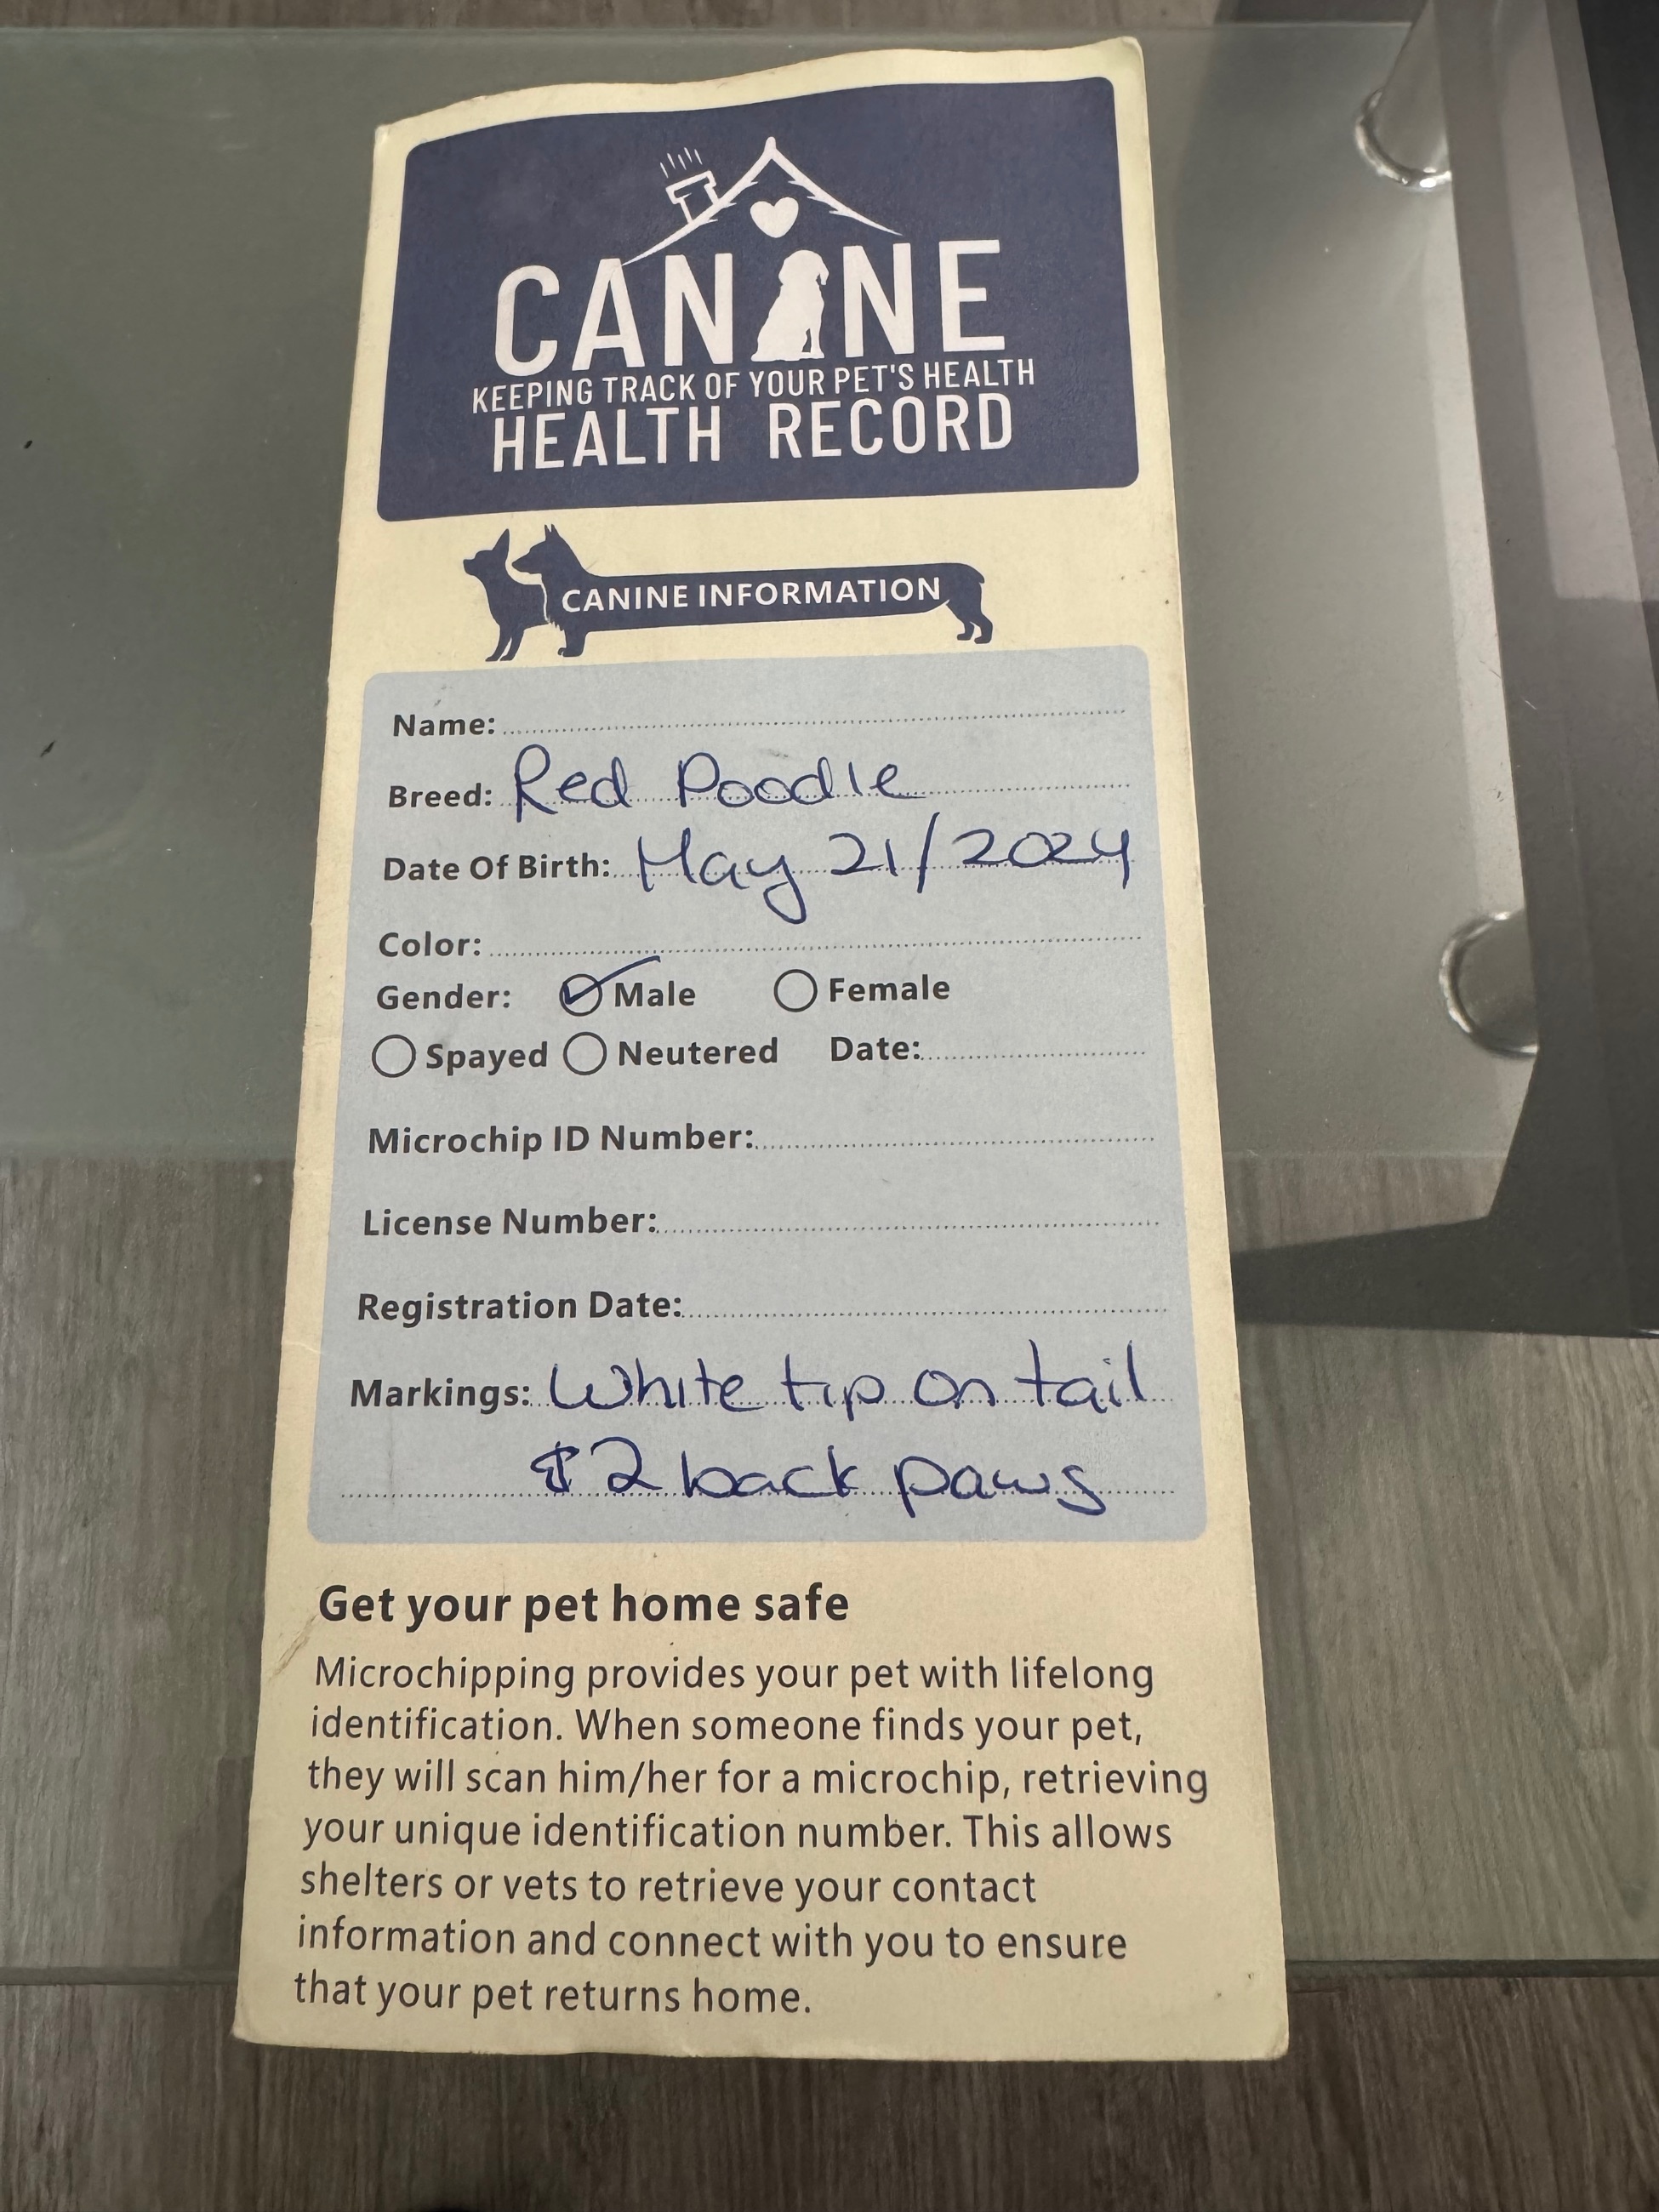 CANINE
KEEPING TRACK OF YOUR PET'S HEALTH
HEALTH RECORD
CANINE INFORMATION
Name:
Breed: Red Poodle
Date Of Birth: May 21/2024
Color:
Gender: Male Female
Spayed Neutered Date:
Microchip ID Number:
License Number:
Registration Date:
Markings: White tip on tail
& 2 back paws
Get your pet home safe
Microchipping provides your pet with lifelong
identification. When someone finds your pet,
they will scan him/her for a microchip, retrieving
your unique identification number. This allows
shelters or vets to retrieve your contact
information and connect with you to ensure
that your pet returns home.